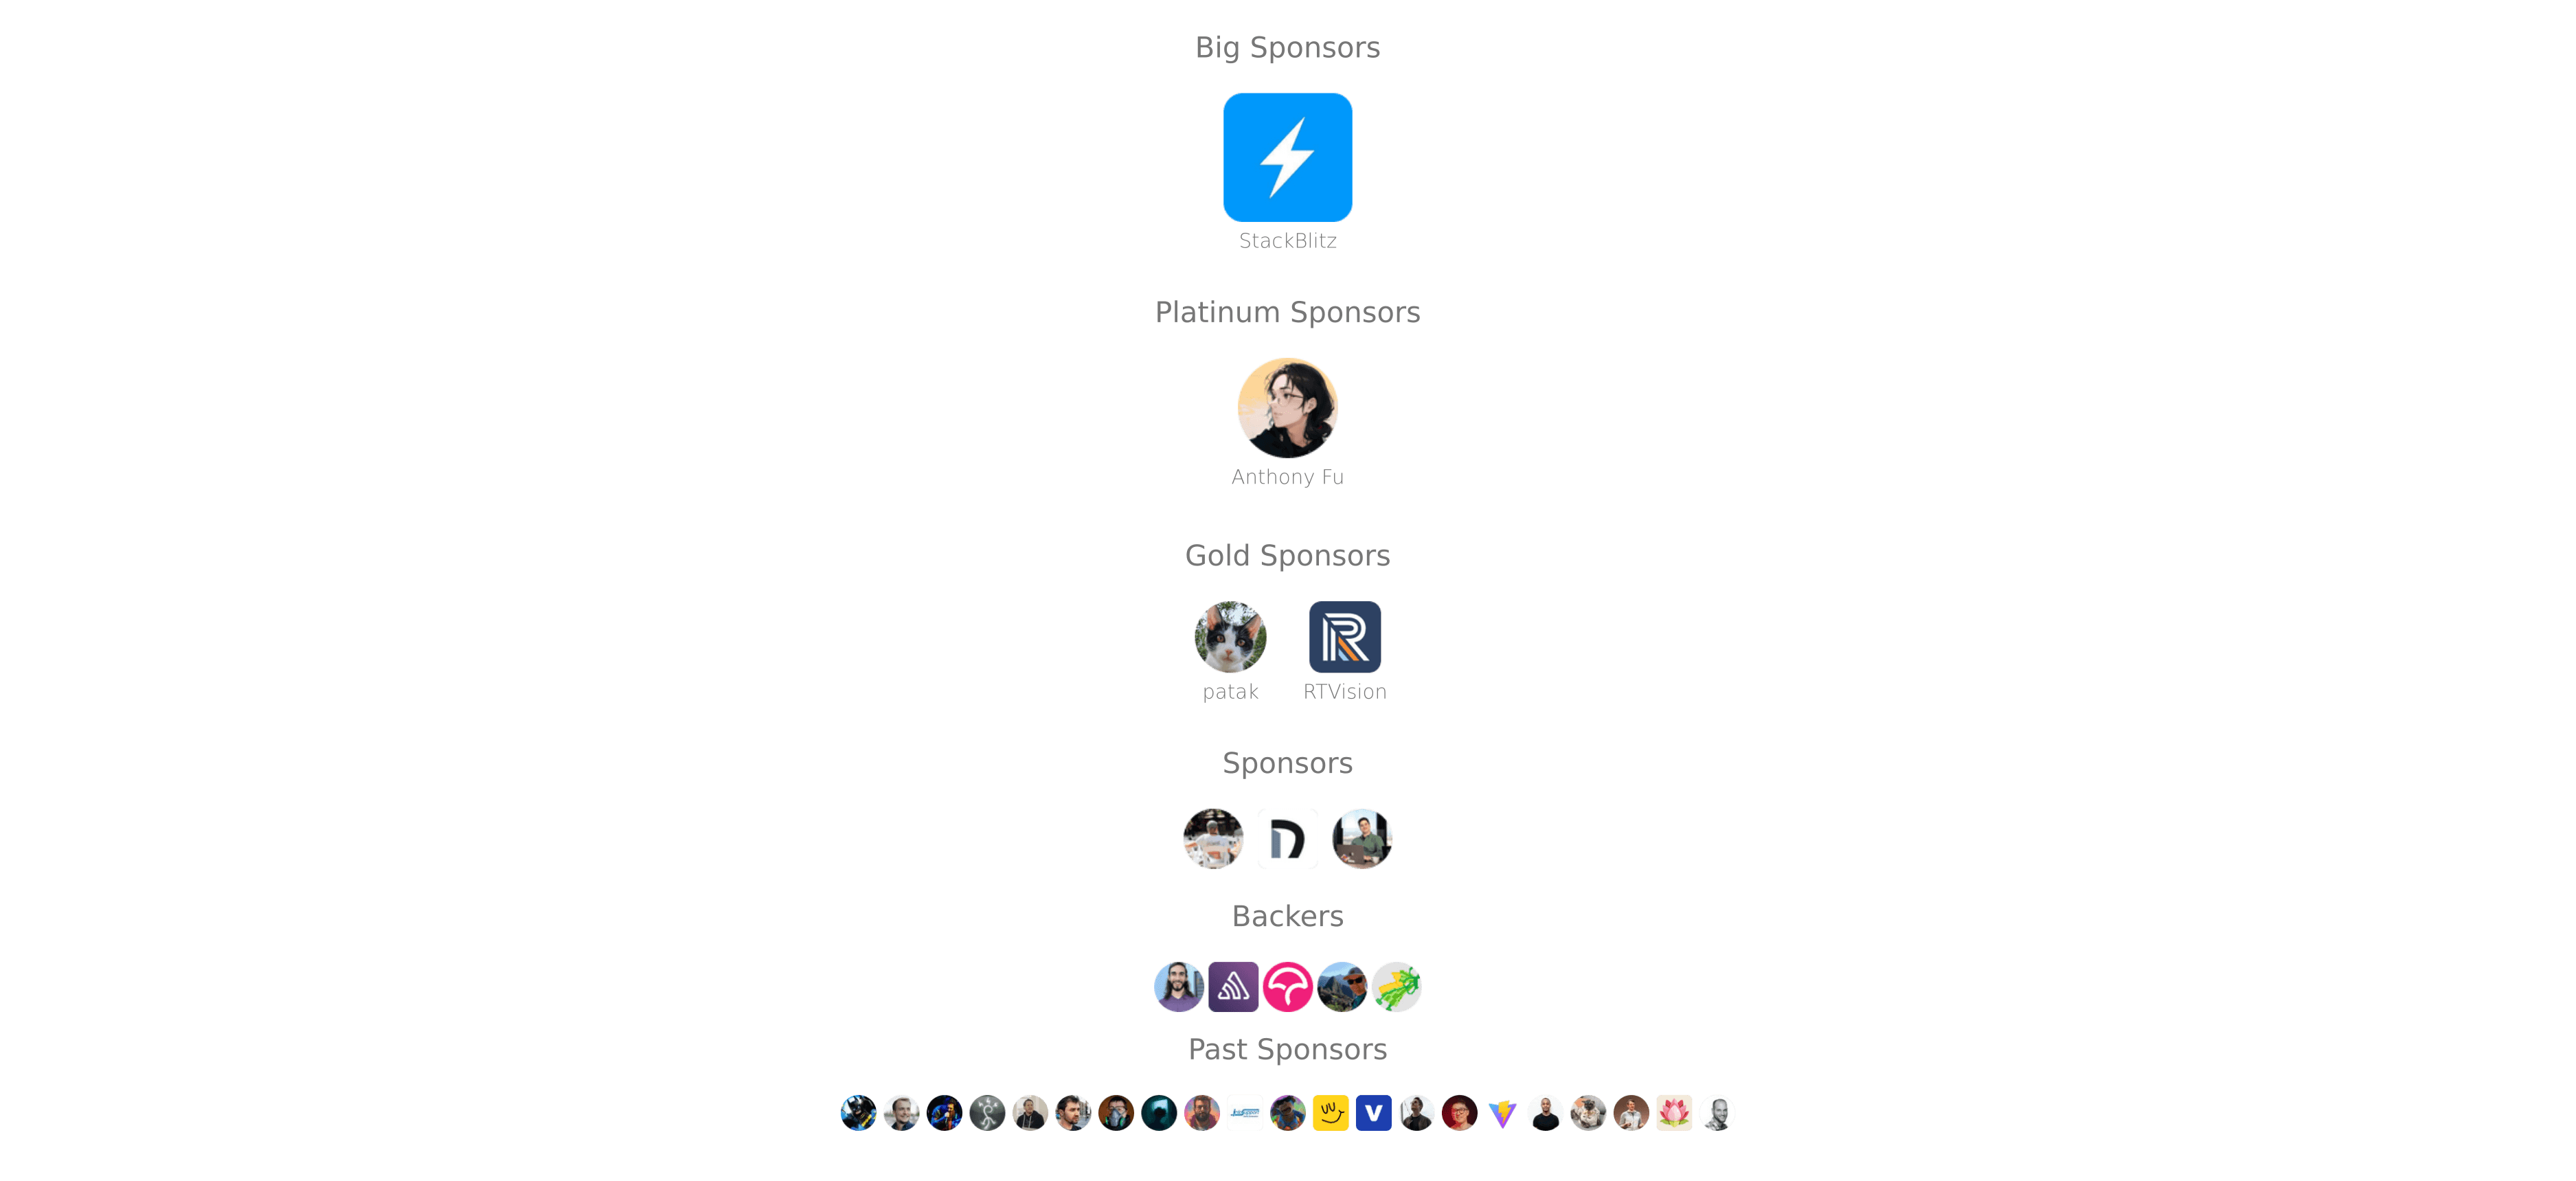 Big Sponsors
StackBlitz
Platinum Sponsors
Anthony Fu
Gold Sponsors
patak RTVision
Sponsors
Backers
Past Sponsors
V